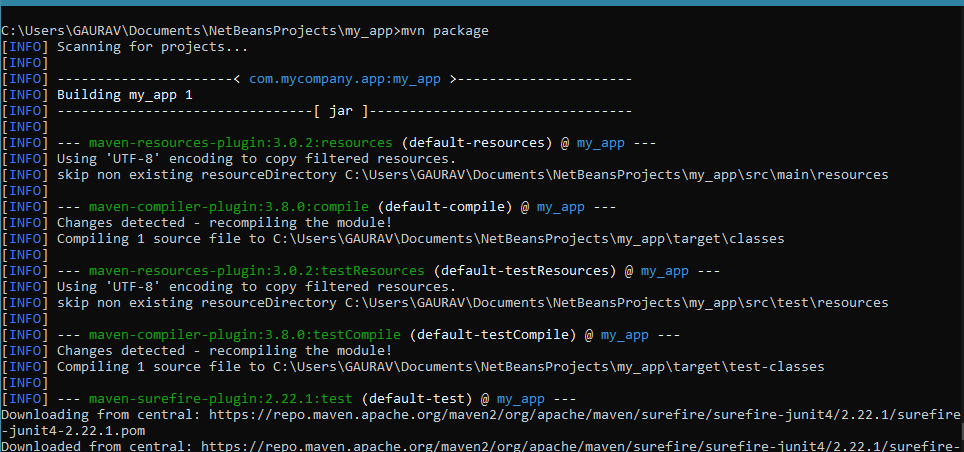 C:\Users\GAURAV\Documents\NetBeansProjects\my_app>mvn package
[INFO] Scanning for projects...
[INFO]
[INFO] ----------------------< com.mycompany.app:my_app >----------------------
[INFO] Building my_app 1
[INFO] --------------------------------[ jar ]---------------------------------
[INFO]
[INFO] --- maven-resources-plugin:3.0.2:resources (default-resources) @ my_app ---
[INFO] Using 'UTF-8' encoding to copy filtered resources.
[INFO] skip non existing resourceDirectory C:\Users\GAURAV\Documents\NetBeansProjects\my_app\src\main\resources
[INFO]
[INFO] --- maven-compiler-plugin:3.8.0:compile (default-compile) @ my_app ---
[INFO] Changes detected - recompiling the module!
[INFO] Compiling 1 source file to C:\Users\GAURAV\Documents\NetBeansProjects\my_app\target\classes
[INFO]
[INFO] --- maven-resources-plugin:3.0.2:testResources (default-testResources) @ my_app ---
[INFO] Using 'UTF-8' encoding to copy filtered resources.
[INFO] skip non existing resourceDirectory C:\Users\GAURAV\Documents\NetBeansProjects\my_app\src\test\resources
[INFO]
[INFO] --- maven-compiler-plugin:3.8.0:testCompile (default-testCompile) @ my_app ---
[INFO] Changes detected - recompiling the module!
[INFO] Compiling 1 source file to C:\Users\GAURAV\Documents\NetBeansProjects\my_app\target\test-classes
[INFO]
[INFO] --- maven-surefire-plugin:2.22.1:test (default-test) @ my_app ---
Downloading from central: https://repo.maven.apache.org/maven2/org/apache/maven/surefire/surefire-junit4/2.22.1/surefire
-junit4-2.22.1.pom
Downloaded from central: https://repo.maven.apache.org/maven2/org/apache/maven/surefire/surefire-junit4/2.22.1/surefire-